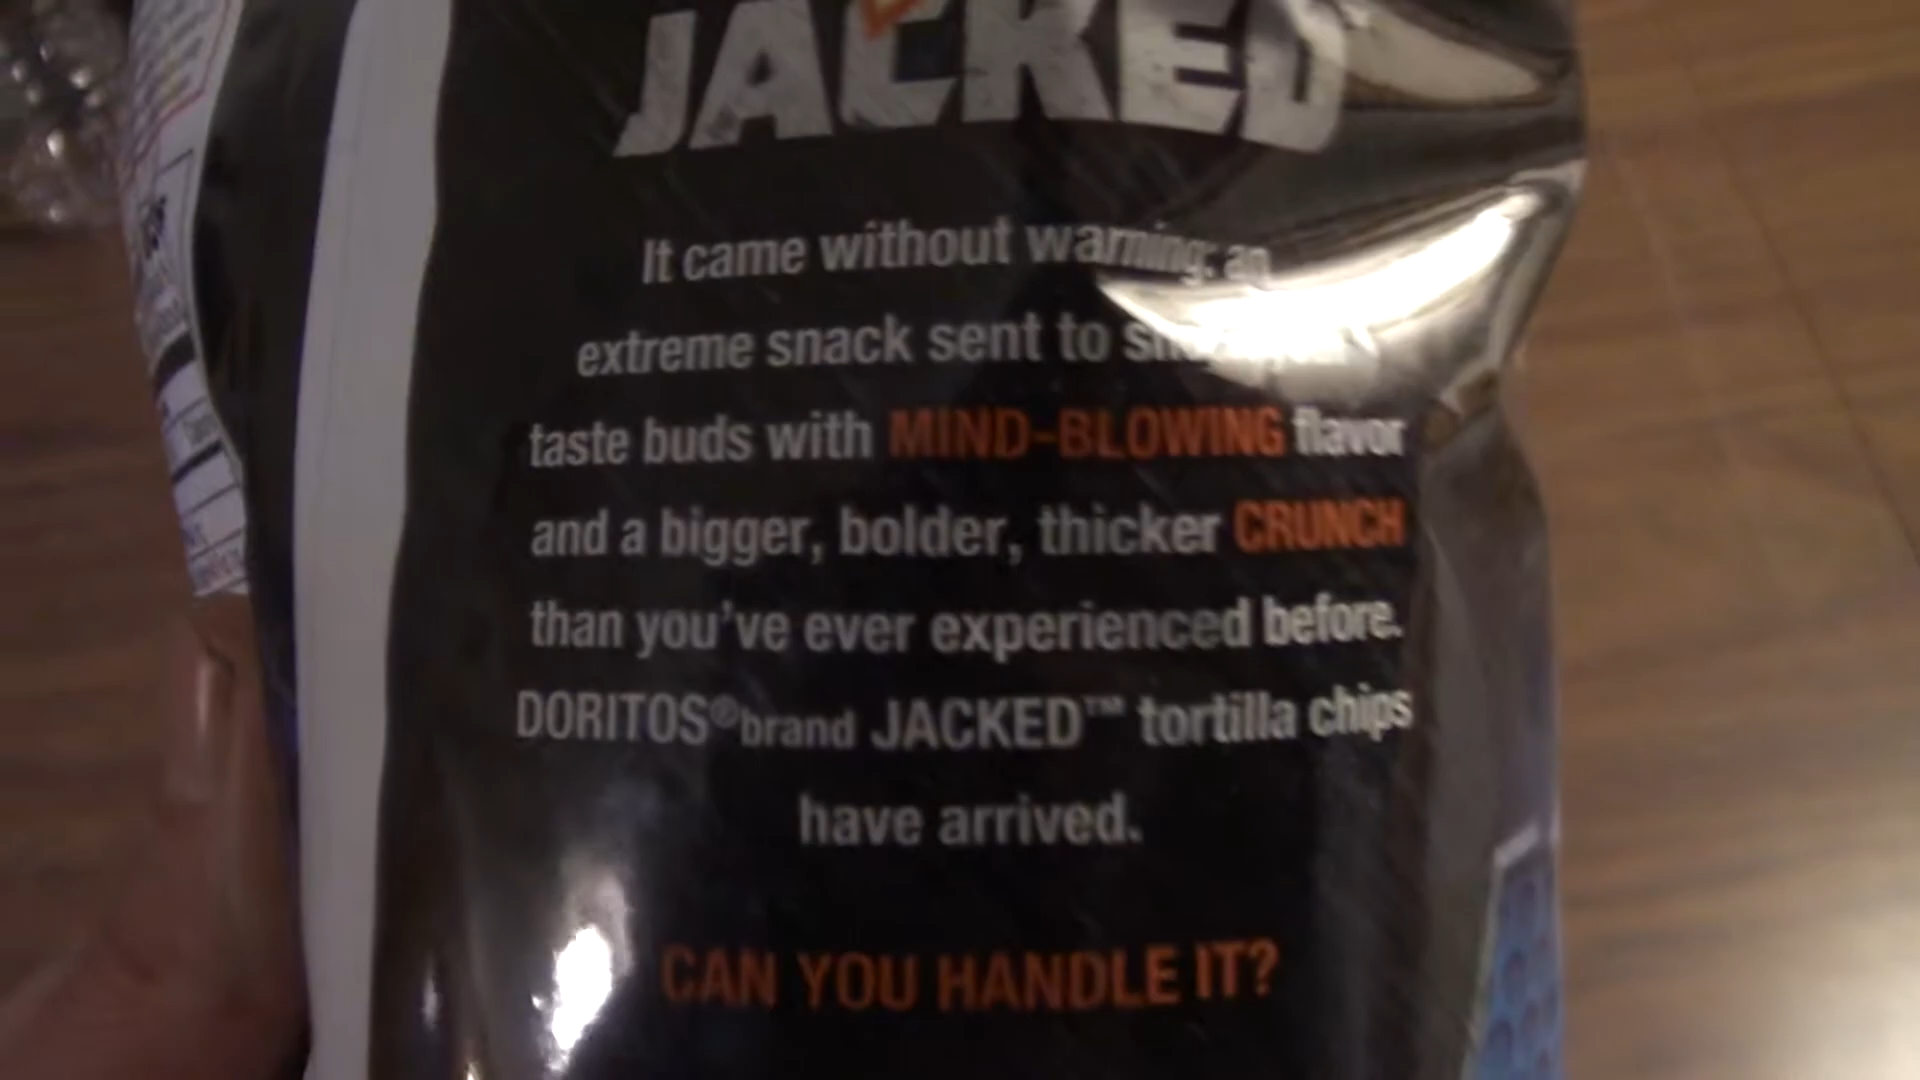 JACKED
It came without warning: an
extreme snack sent to
taste buds with MIND-BLOWING flavor
and a bigger, bolder, thicker CRUNCH
than you've ever experienced before.
DORITOS® brand JACKED™ tortilla chips
have arrived.
CAN YOU HANDLE IT?